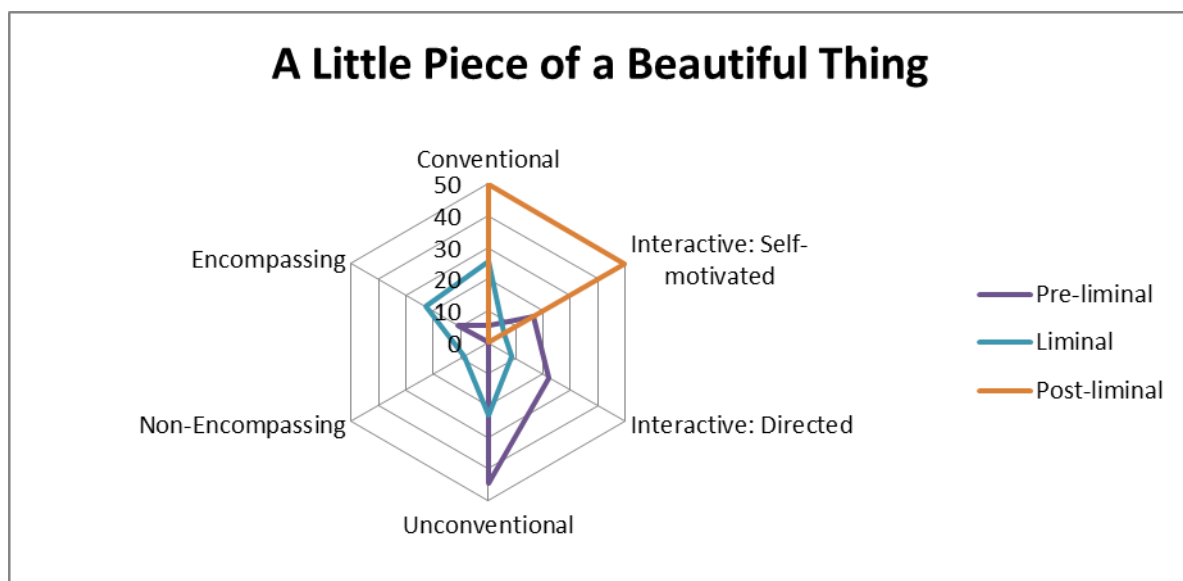 A Little Piece of a Beautiful Thing
Conventional
50
40
30
20
10
0
Interactive: Self-
motivated
Interactive: Directed
Unconventional
Non-Encompassing
Encompassing
Pre-liminal
Liminal
Post-liminal